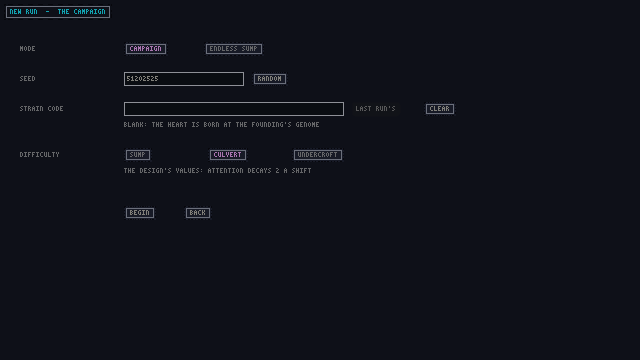 NEW RUN - THE CAMPAIGN
MODE CAMPAIGN ENDLESS SUMP
SEED 51202525 RANDOM
STRAIN CODE LAST RUN'S CLEAR
BLANK: THE HEART IS BORN AT THE FOUNDING'S GENOME
DIFFICULTY SUMP CULVERT UNDERCROFT
THE DESIGN'S VALUES: ATTENTION DECAYS 2 A SHIFT
BEGIN BACK